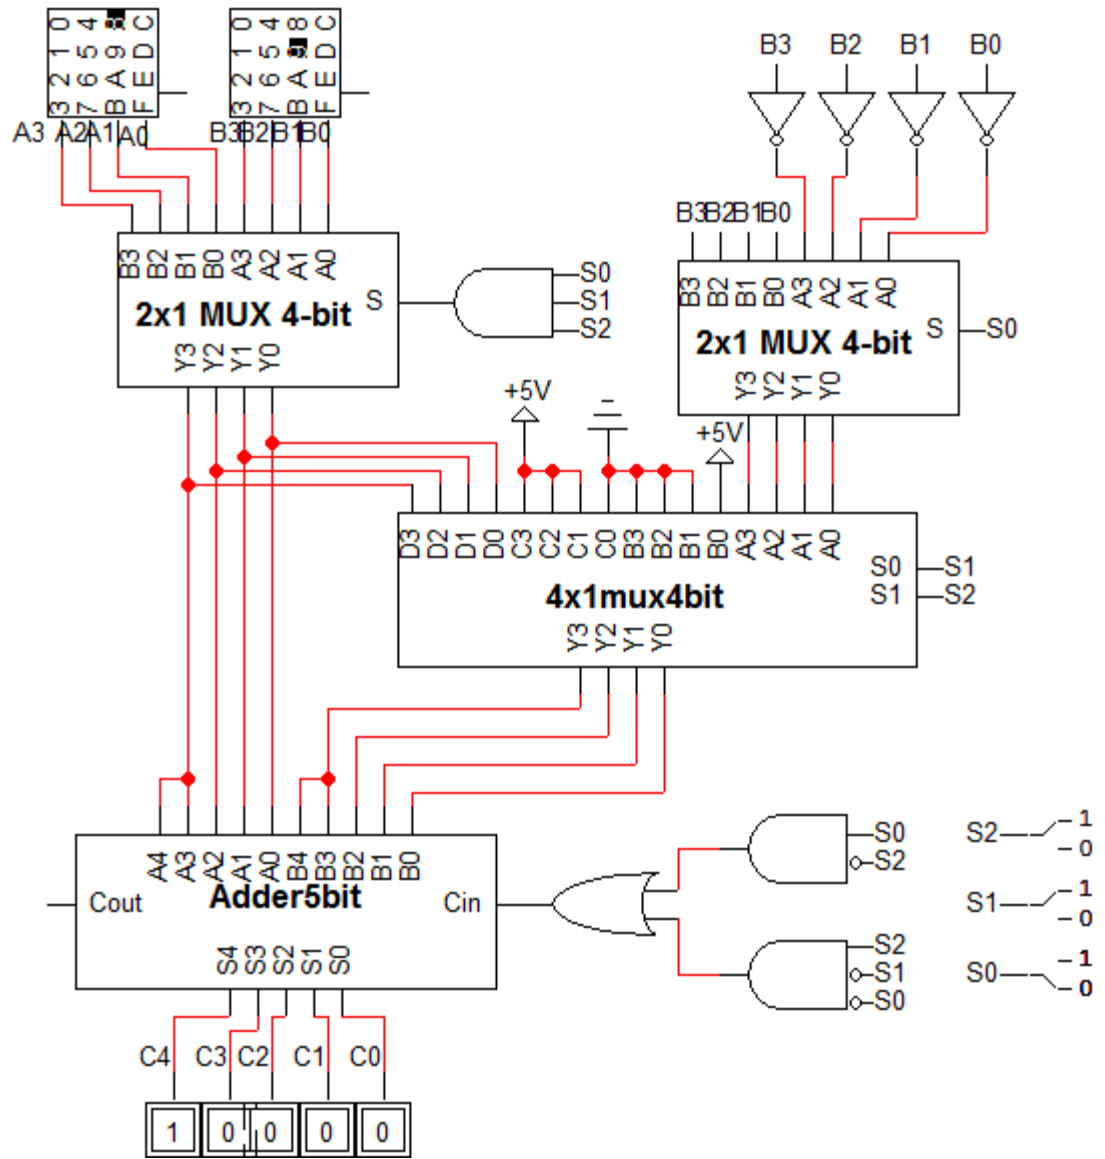 0 4 8 C
1 5 9 D
2 6 A E
3 7 B F
0 4 8 C
1 5 9 D
2 6 A E
3 7 B F
A3 A2 A1 A0
B3 B2 B1 B0
B3 B2 B1 B0
B3 B2 B1 B0
B3 B2 B1 B0 A3 A2 A1 A0
S
2x1 MUX 4-bit
Y3 Y2 Y1 Y0
S0
S1
S2
B3 B2 B1 B0 A3 A2 A1 A0
S
S0
2x1 MUX 4-bit
Y3 Y2 Y1 Y0
+5V
+5V
D3 D2 D1 D0 C3 C2 C1 C0 B3 B2 B1 B0 A3 A2 A1 A0
S0 S1
S1 S2
4x1mux4bit
Y3 Y2 Y1 Y0
A4 A3 A2 A1 A0 B4 B3 B2 B1 B0
Cout Adder5bit Cin
S4 S3 S2 S1 S0
S0
S2
S2
S1
S0
S2 1
0
S1 1
0
S0 1
0
C4 C3 C2 C1 C0
1 0 0 0 0